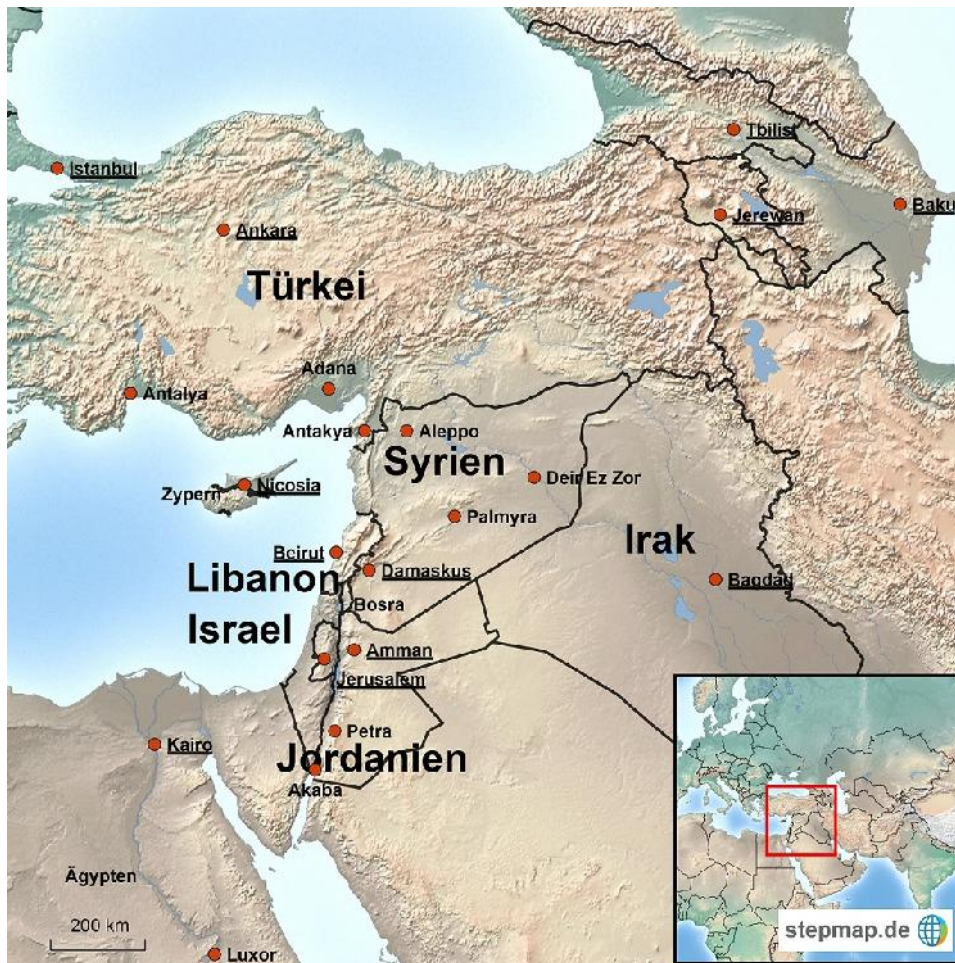 Tbilisi
Istanbul
Baku
Jerewan
Ankara
Türkei
Adana
Antalya
Antakya
Aleppo
Syrien
Deir Ez Zor
Nicosia
Zypern
Palmyra
Irak
Beirut
Damaskus
Libanon
Bagdad
Bosra
Israel
Amman
Jerusalem
Petra
Kairo
Jordanien
Akaba
Ägypten
200 km
stepmap.de
Luxor